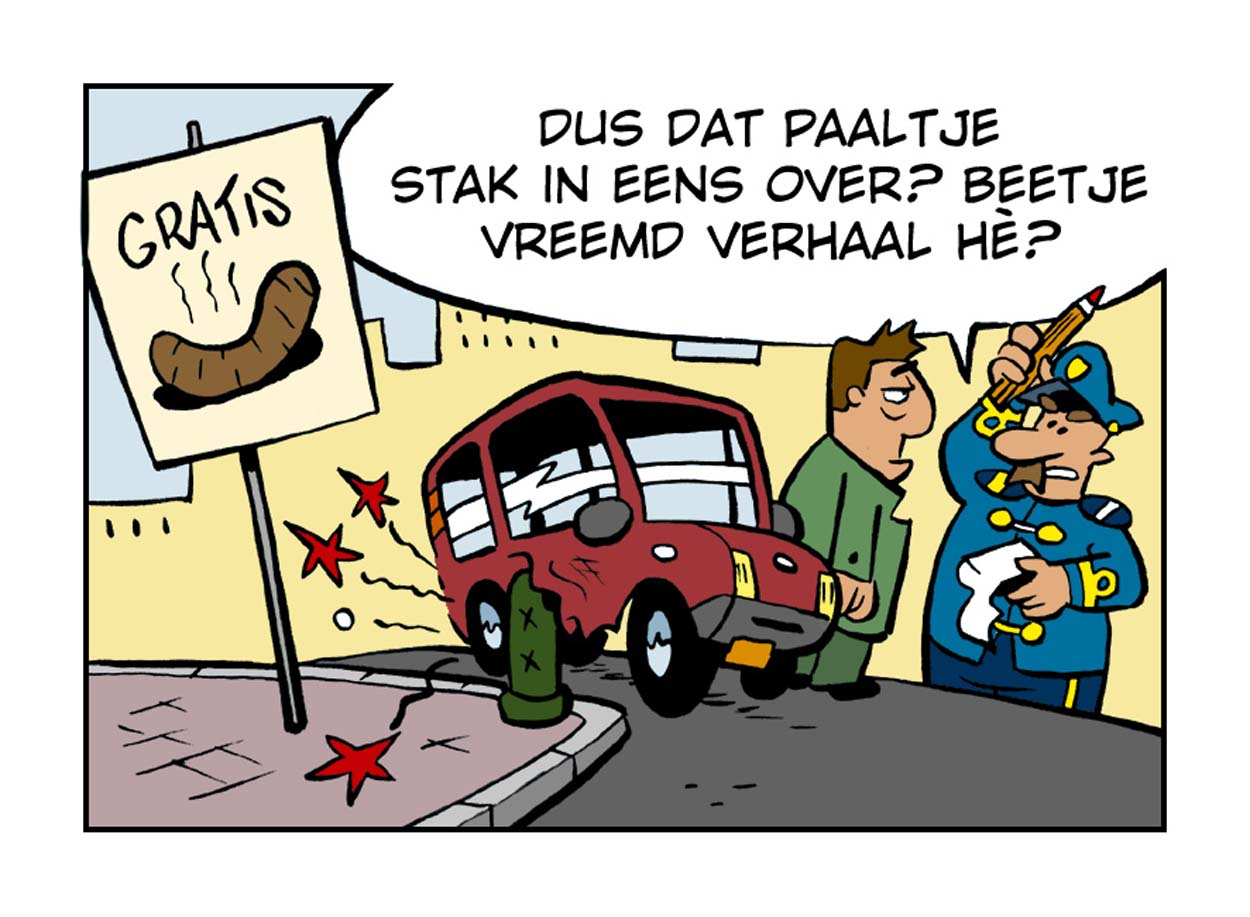 DUS DAT PAALTJE
STAK IN EENS OVER? BEETJE
VREEMD VERHAAL HÈ?
GRATIS